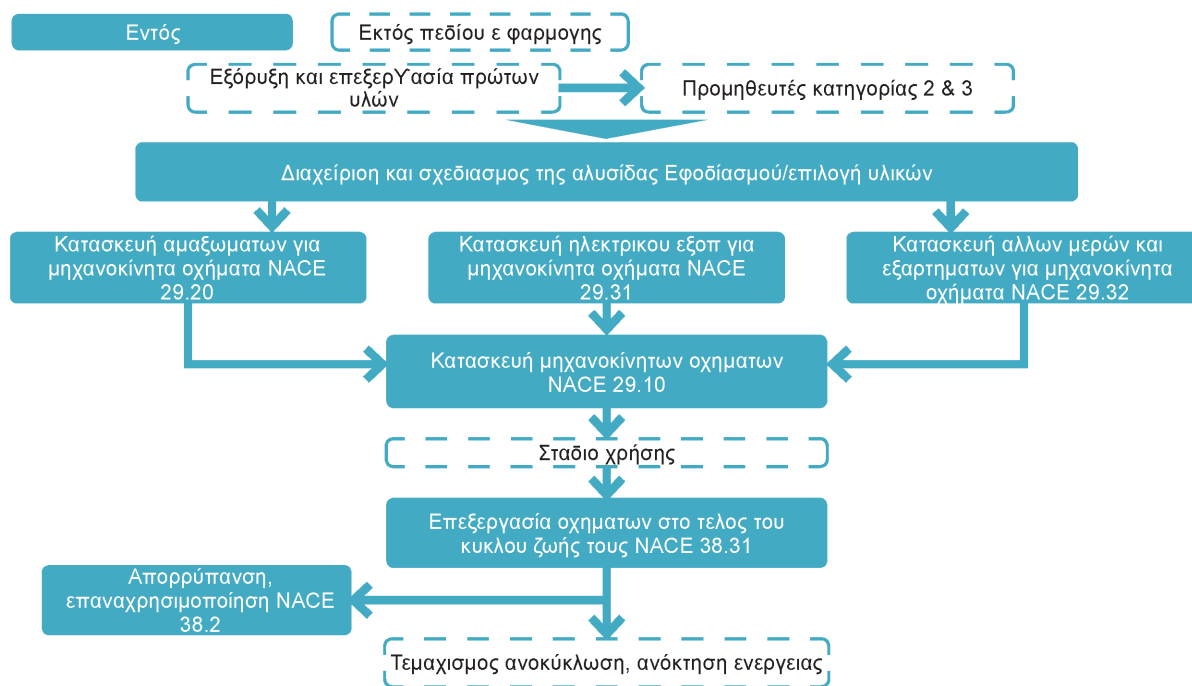 Εντός
Εκτός πεδίου ε φαρμογης
Εξόρυξη και επεξερϒασία πρώτων
υλών
Προμηθευτές κατηγορίας 2 & 3
Διαχείριοη και σχεδιασμος της αλυσίδας Εφοδίασμού/επιλογή υλικών
Κατασκευή αμαξωματων για
μηχανοκίνητα οχήματα NACE
29.20
Κατασκευή ηλεκτρικου εξοπ για
μηχανοκίνητα οχήματα NACE
29.31
Κατασκευή αλλων μερών και
εξαρτηματων για μηχανοκίνητα
οχήματα NACE 29.32
Κατασκευή μηχανοκίνητων οχηματων
NACE 29.10
Σταδιο χρήσης
Επεξεργασία οχηματων στο τελος του
κυκλου ζωής τους NACE 38.31
Απορρύπανση,
επαναχρησιμοποίηση NACE
38.2
Τεμαχισμος ανοκύκλωση, ανόκτηση ενεργειας